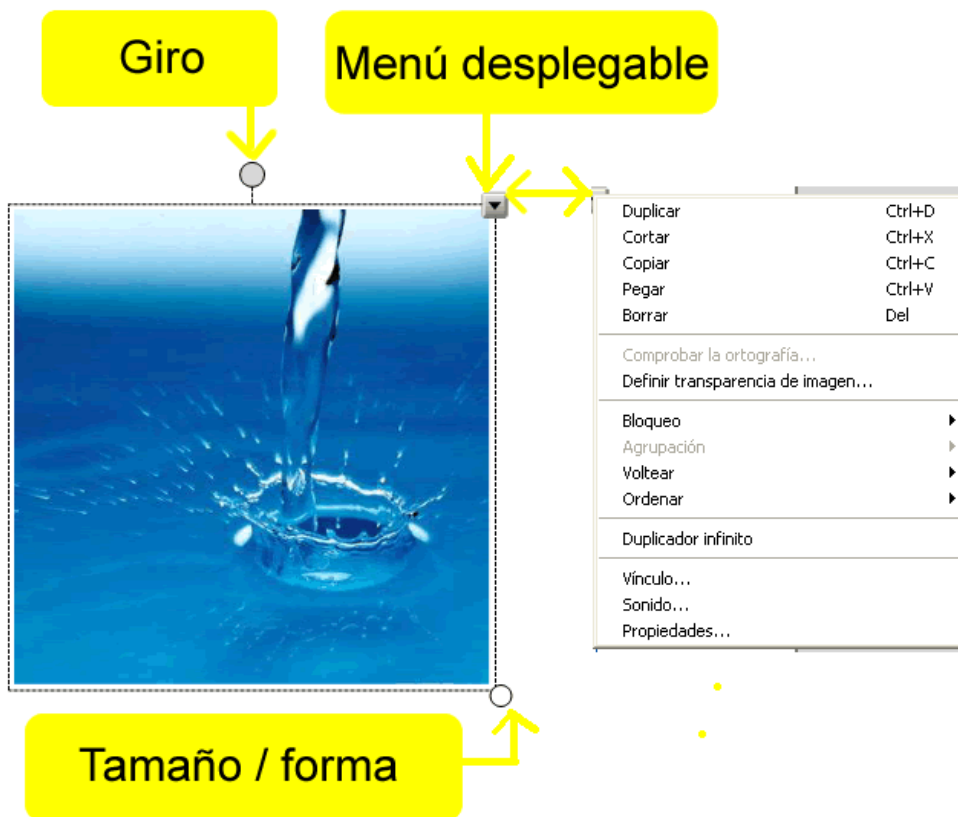 Giro
Menú desplegable
Duplicar Ctrl+D
Cortar Ctrl+X
Copiar Ctrl+C
Pegar Ctrl+V
Borrar Del
Comprobar la ortografía...
Definir transparencia de imagen...
Bloqueo
Agrupación
Voltear
Ordenar
Duplicador infinito
Vínculo...
Sonido...
Propiedades...
Tamaño / forma